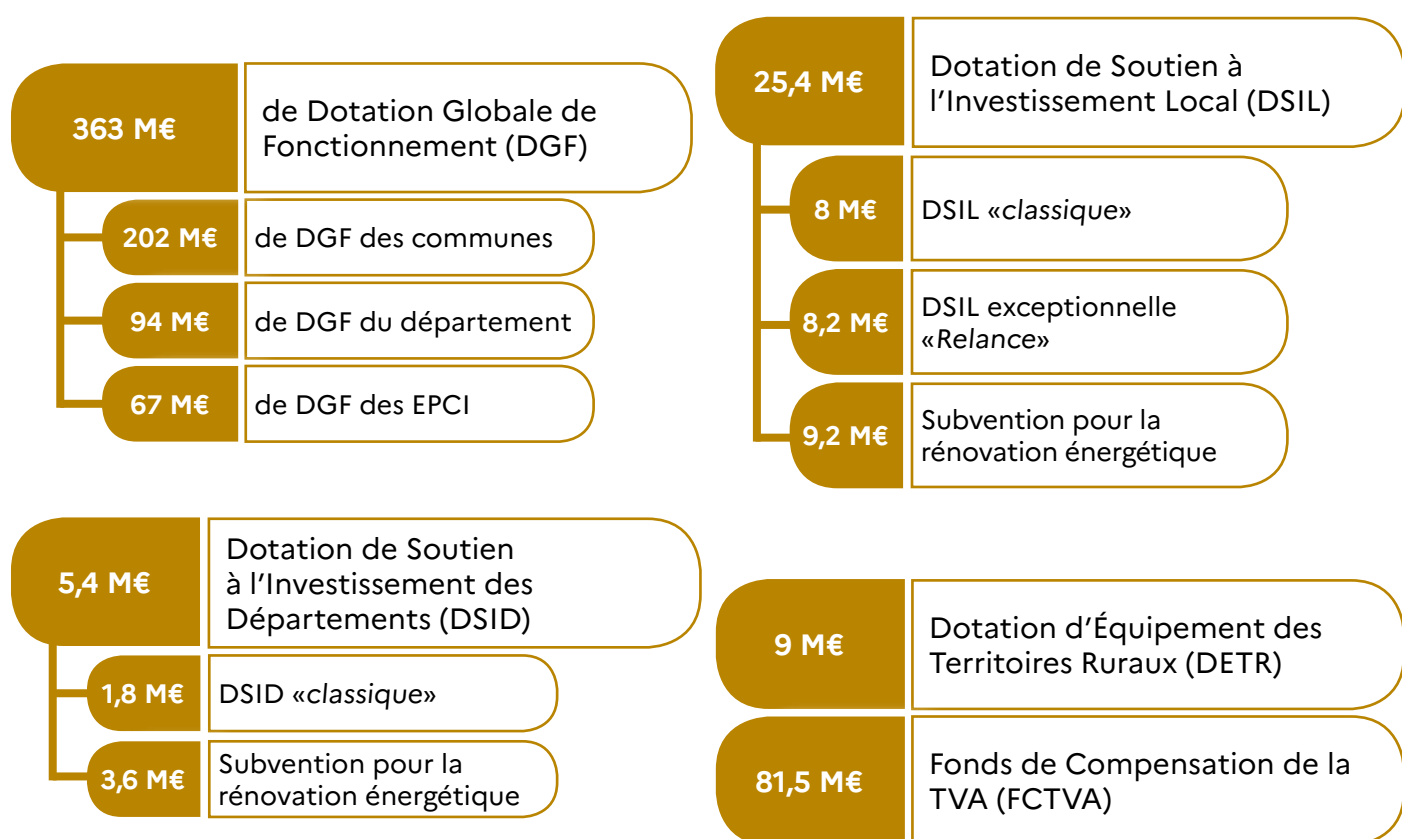 363 M€
de Dotation Globale de
Fonctionnement (DGF)
202 M€
de DGF des communes
94 M€
de DGF du département
67 M€
de DGF des EPCI
25,4 M€
Dotation de Soutien à
l’Investissement Local (DSIL)
8 M€
DSIL «classique»
8,2 M€
DSIL exceptionnelle
«Relance»
9,2 M€
Subvention pour la
rénovation énergétique
5,4 M€
Dotation de Soutien
à l’Investissement des
Départements (DSID)
1,8 M€
DSID «classique»
3,6 M€
Subvention pour la
rénovation énergétique
9 M€
Dotation d’Équipement des
Territoires Ruraux (DETR)
81,5 M€
Fonds de Compensation de la
TVA (FCTVA)